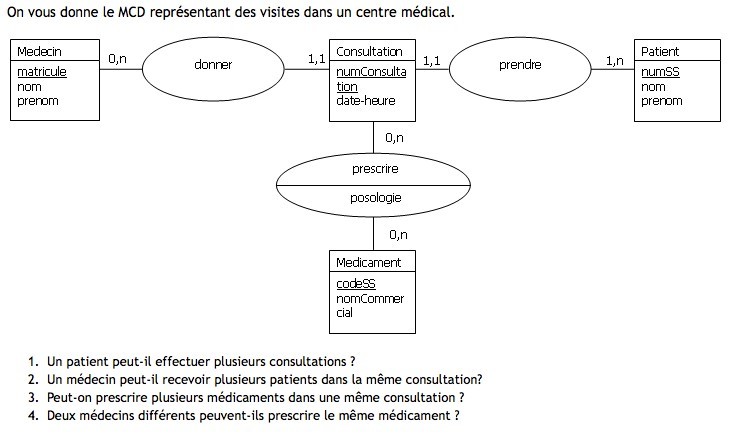 On vous donne le MCD représentant des visites dans un centre médical.
Medecin
matricule
nom
prenom
0,n
donner
1,1
Consultation
numConsulta
tion
date-heure
1,1
prendre
1,n
Patient
numSS
nom
prenom
0,n
prescrire
posologie
0,n
Medicament
codeSS
nomCommer
cial
1. Un patient peut-il effectuer plusieurs consultations ?
2. Un médecin peut-il recevoir plusieurs patients dans la même consultation?
3. Peut-on prescrire plusieurs médicaments dans une même consultation ?
4. Deux médecins différents peuvent-ils prescrire le même médicament ?